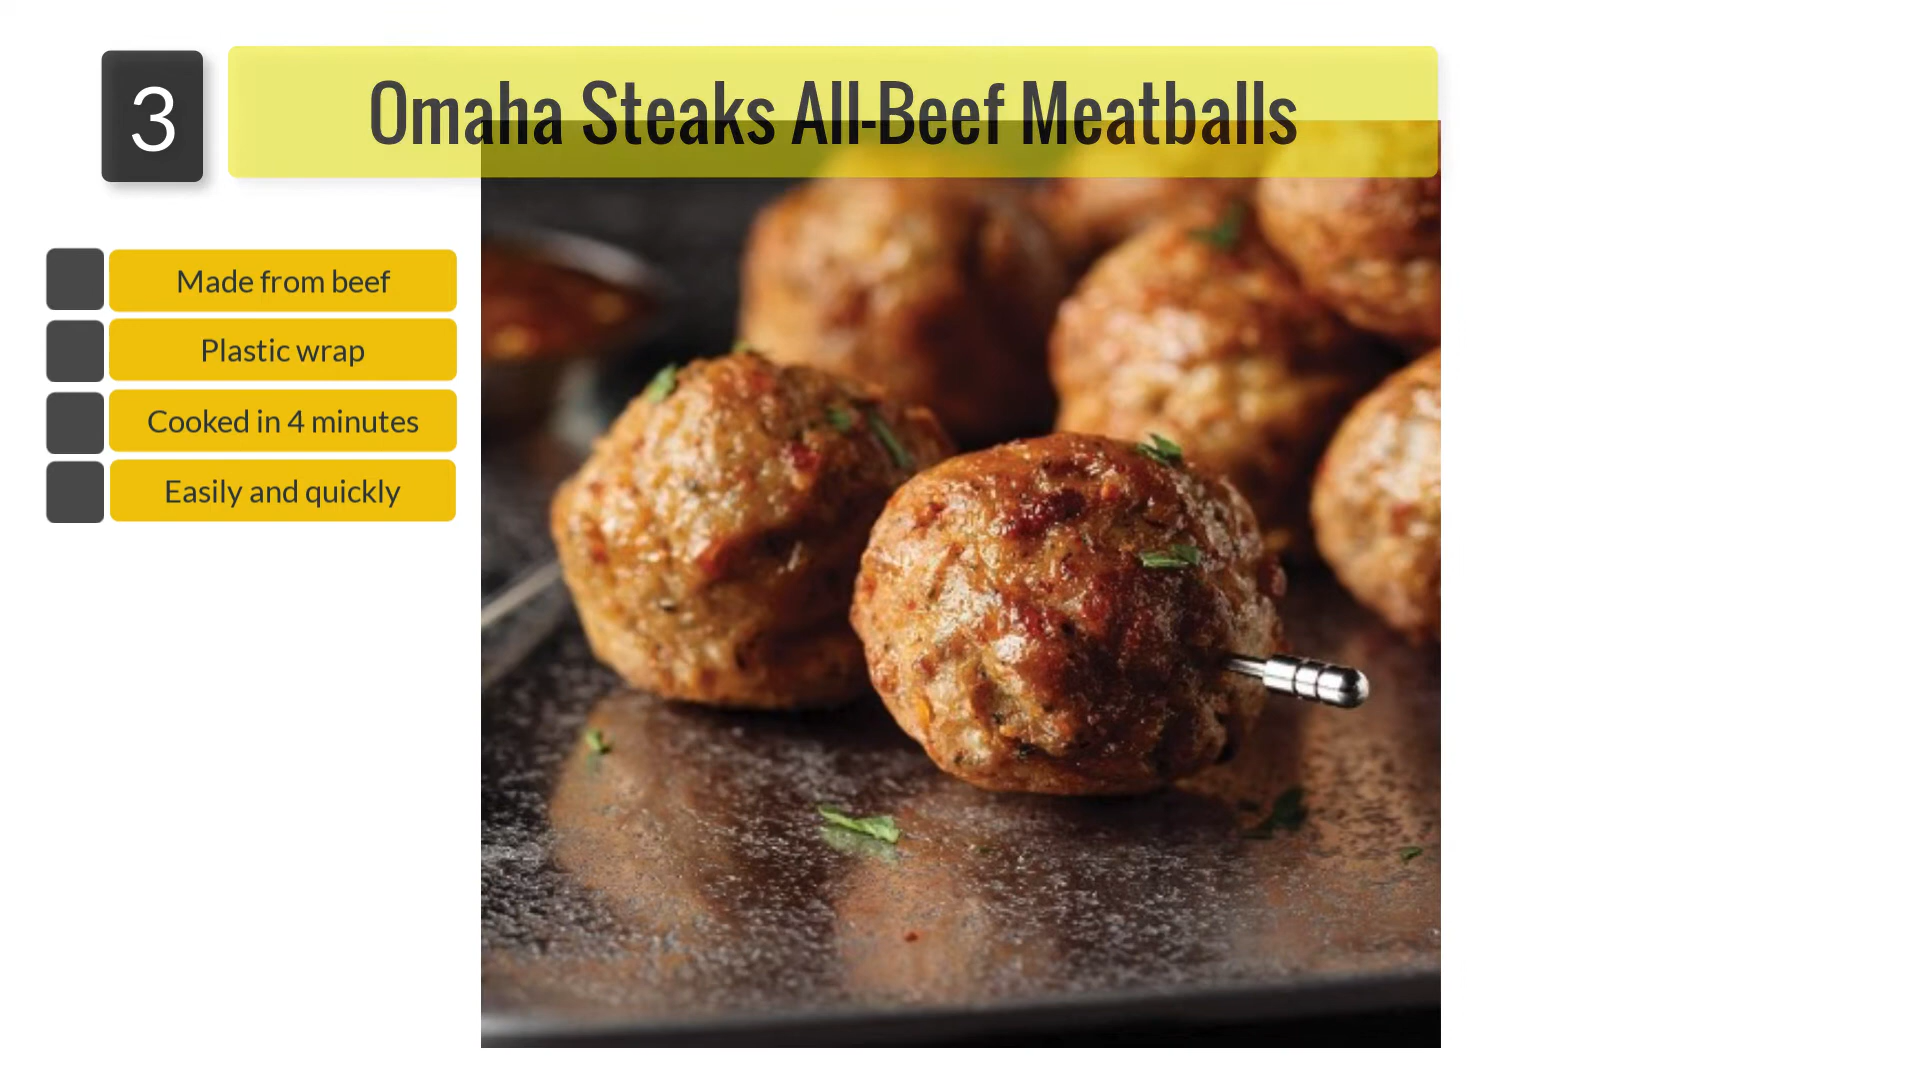 3
Omaha Steaks All-Beef Meatballs
Made from beef
Plastic wrap
Cooked in 4 minutes
Easily and quickly